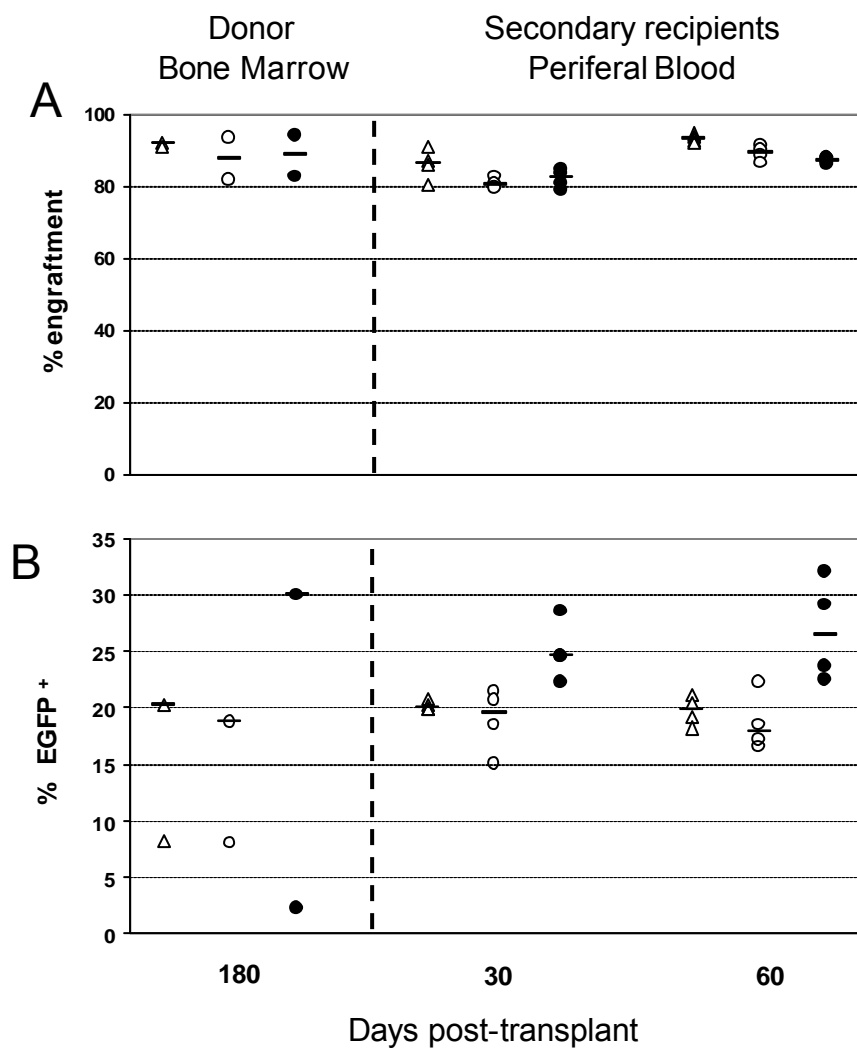 Donor
Bone Marrow
Secondary recipients
Periferal Blood
A
% engraftment
100
80
60
40
20
0
B
% EGFP +
35
30
25
20
15
10
5
0
180
30
60
Days post-transplant